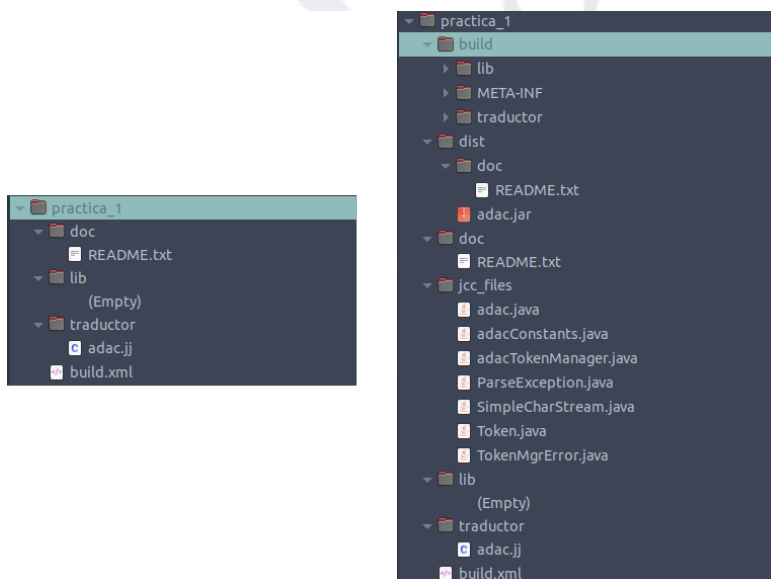 practica_1
doc
README.txt
lib
(Empty)
traductor
adac.jj
build.xml
practica_1
build
lib
META-INF
traductor
dist
doc
README.txt
adac.jar
doc
README.txt
jcc_files
adac.java
adacConstants.java
adacTokenManager.java
ParseException.java
SimpleCharStream.java
Token.java
TokenMgrError.java
lib
(Empty)
traductor
adac.jj
build.xml